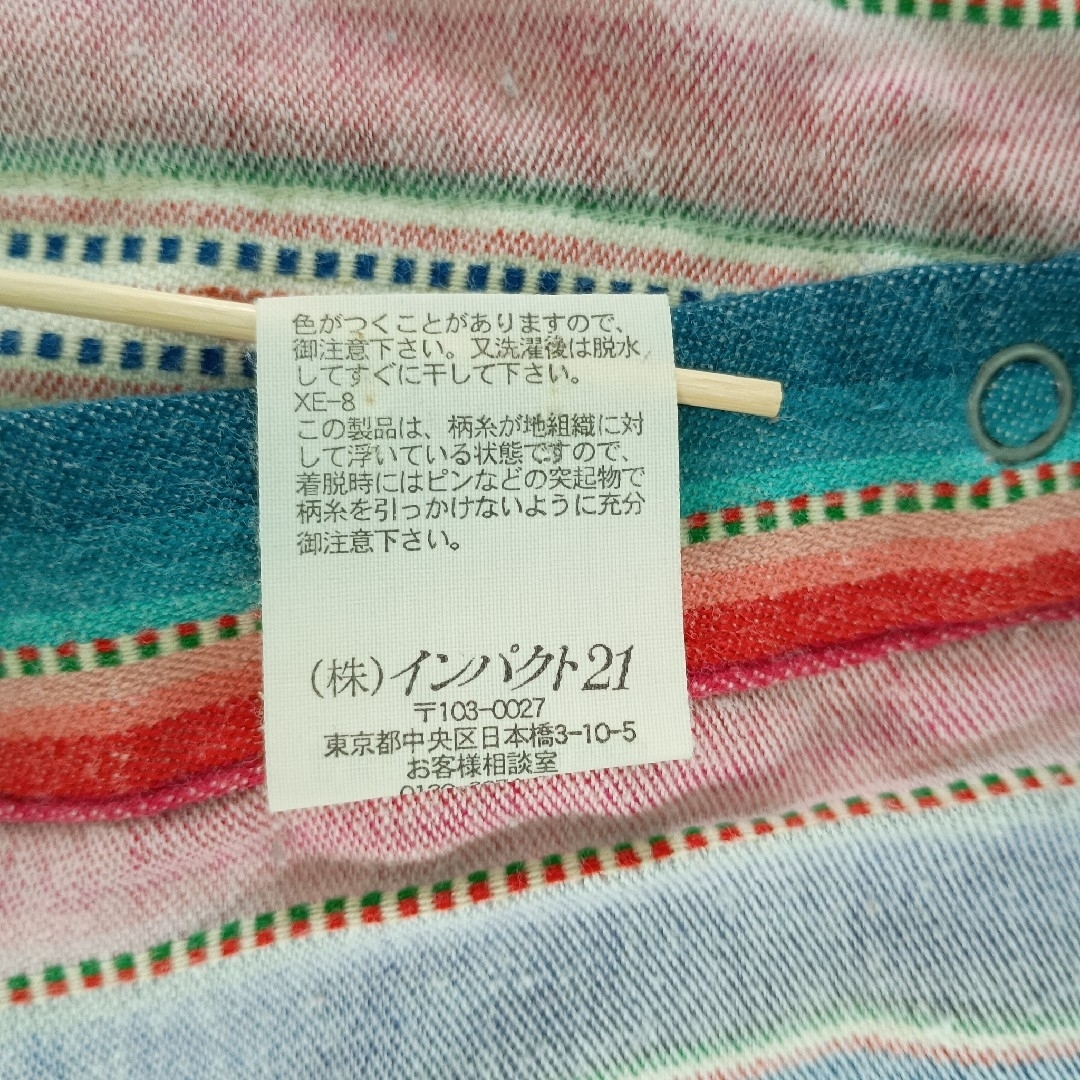 色がつくことがありますので、
御注意下さい。又洗濯後は脱水
してすぐに干して下さい。
XE-8
この製品は、柄糸が地組織に対
して浮いている状態ですので、
着脱時にはピンなどの突起物で
柄糸を引っかけないように充分
御注意下さい。
(株)インパクト21
〒103-0027
東京都中央区日本橋3-10-5
お客様相談室